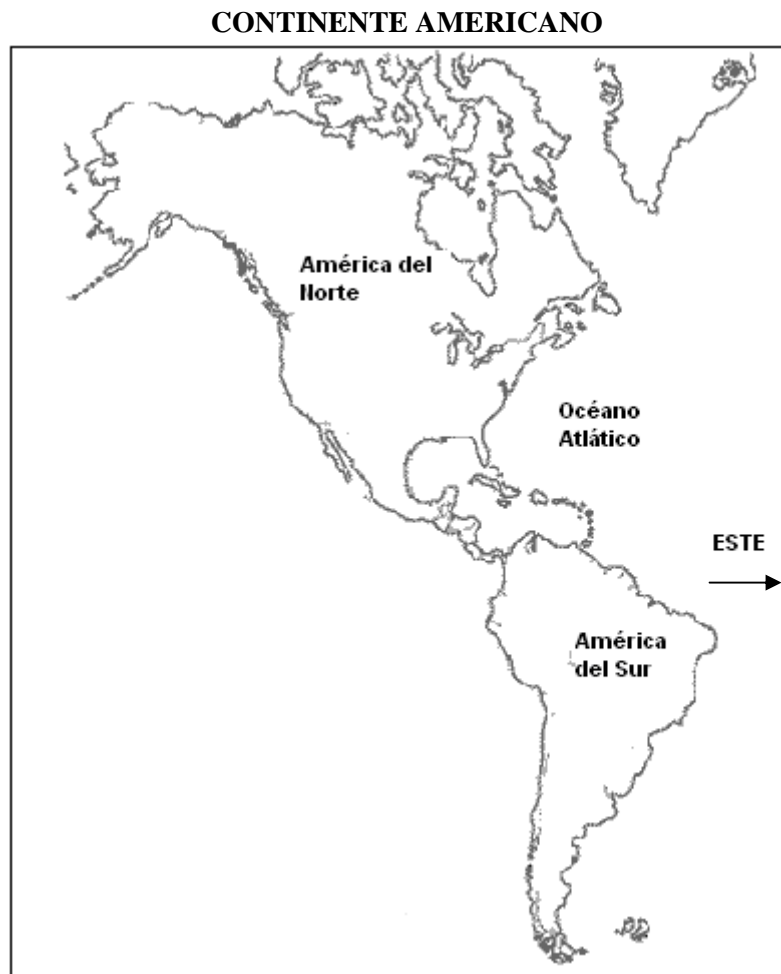 CONTINENTE AMERICANO
América del
Norte
Océano
Atlático
ESTE
América
del Sur